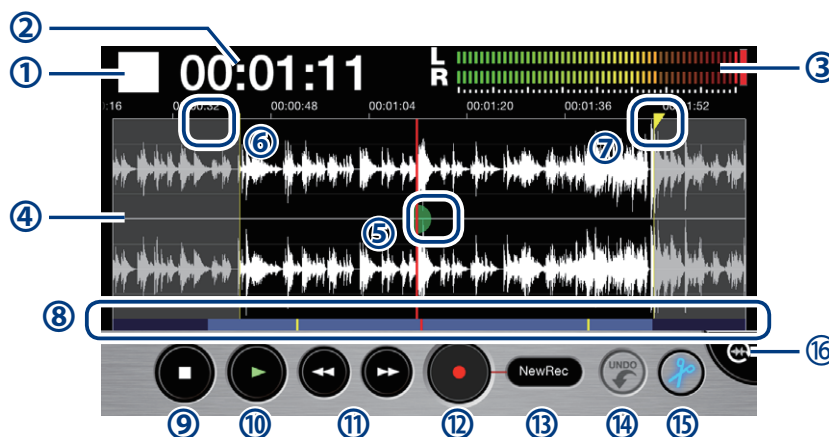 ②
① 00:01:11 L ③
R
0:16 00:00:32 00:00:48 00:01:04 00:01:20 00:01:36 00:01:52
⑥ ⑦
④
⑤
⑧
NewRec UNDO ⑯
⑨ ⑩ ⑪ ⑫ ⑬ ⑭ ⑮